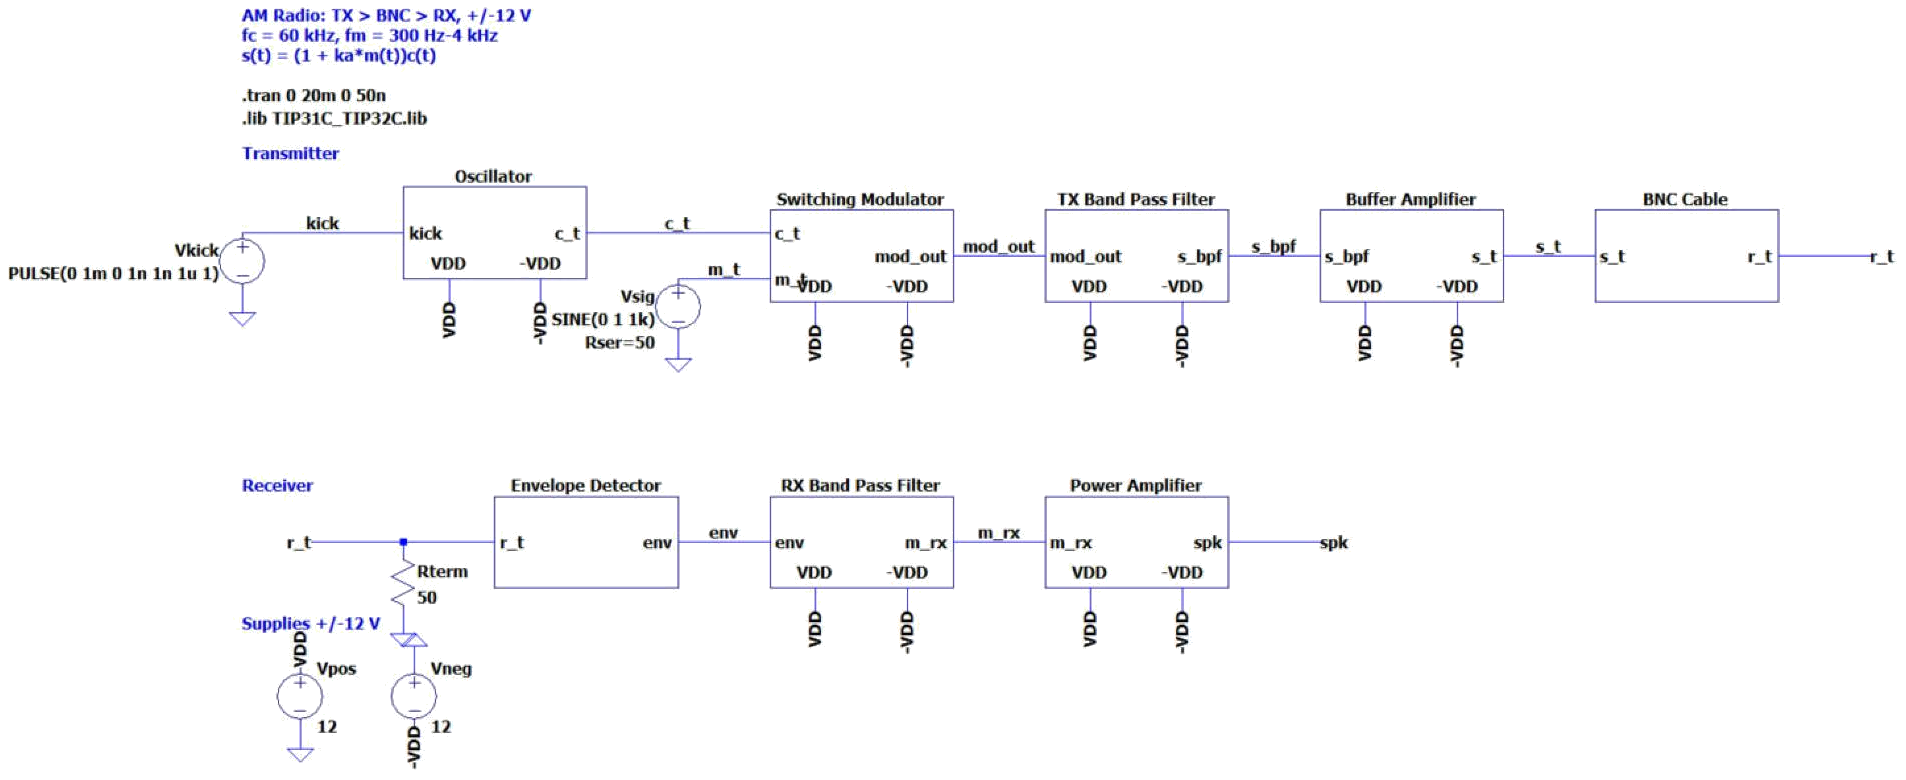 AM Radio: TX > BNC > RX, +/-12 V
fc = 60 kHz, fm = 300 Hz-4 kHz
s(t) = (1 + ka*m(t))c(t)
.tran 0 20m 0 50n
.lib TIP31C_TIP32C.lib
Transmitter
Oscillator
Switching Modulator
TX Band Pass Filter
Buffer Amplifier
BNC Cable
kick
kick
c_t
c_t
c_t
Vkick
PULSE(0 1m 0 1n 1n 1u 1)
VDD
-VDD
VDD
-VDD
m_t
m_t
Vsig
SINE(0 1 1k)
Rser=50
mod_out
mod_out
mod_out
VDD
-VDD
VDD
-VDD
s_bpf
s_bpf
s_bpf
VDD
-VDD
VDD
-VDD
s_t
s_t
s_t
VDD
-VDD
VDD
-VDD
r_t
r_t
Receiver
Envelope Detector
RX Band Pass Filter
Power Amplifier
r_t
r_t
env
env
env
m_rx
m_rx
m_rx
spk
spk
VDD
-VDD
VDD
-VDD
VDD
-VDD
VDD
-VDD
Rterm
50
Supplies +/-12 V
VDD
Vpos
12
Vneg
12
-VDD